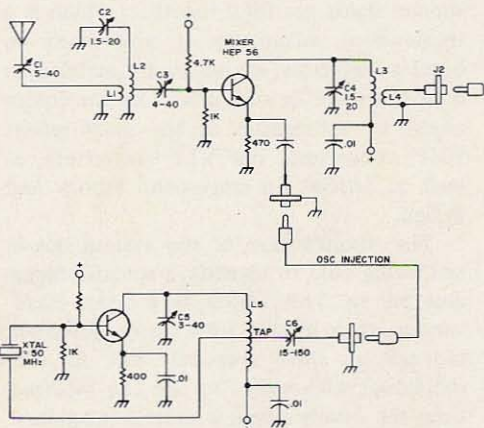 C2
1.5-20
C1
5-40
L1
L2
C3
4-40
4.7K
1K
MIXER
HEP 56
470
C4
1.5-
20
L3
L4
J2
.01
+
+
OSC INJECTION
+
XTAL
≈ 50
MHz
1K
400
.01
C5
3-40
L5
TAP
C6
15-150
.01
+